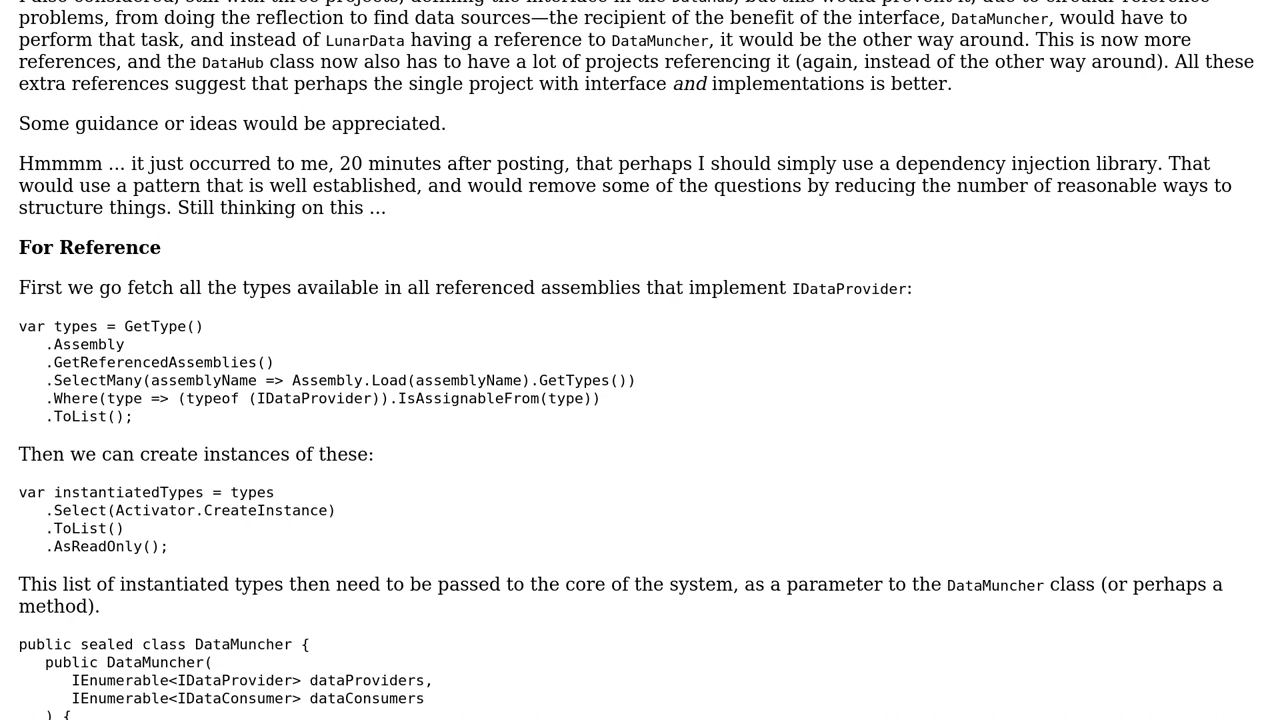 problems, from doing the reflection to find data sources—the recipient of the benefit of the interface, DataMuncher, would have to
perform that task, and instead of LunarData having a reference to DataMuncher, it would be the other way around. This is now more
references, and the DataHub class now also has to have a lot of projects referencing it (again, instead of the other way around). All these
extra references suggest that perhaps the single project with interface and implementations is better.
Some guidance or ideas would be appreciated.
Hmmmm ... it just occurred to me, 20 minutes after posting, that perhaps I should simply use a dependency injection library. That
would use a pattern that is well established, and would remove some of the questions by reducing the number of reasonable ways to
structure things. Still thinking on this ...
For Reference
First we go fetch all the types available in all referenced assemblies that implement IDataProvider:
var types = GetType()
   .Assembly
   .GetReferencedAssemblies()
   .SelectMany(assemblyName => Assembly.Load(assemblyName).GetTypes())
   .Where(type => (typeof (IDataProvider)).IsAssignableFrom(type))
   .ToList();
Then we can create instances of these:
var instantiatedTypes = types
   .Select(Activator.CreateInstance)
   .ToList()
   .AsReadOnly();
This list of instantiated types then need to be passed to the core of the system, as a parameter to the DataMuncher class (or perhaps a
method).
public sealed class DataMuncher {
   public DataMuncher(
      IEnumerable<IDataProvider> dataProviders,
      IEnumerable<IDataConsumer> dataConsumers
   ) {